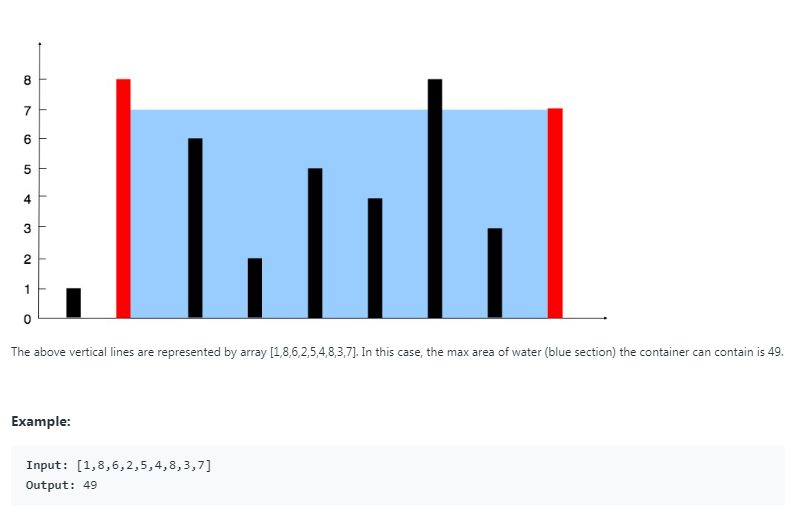 8
7
6
5
4
3
2
1
0
The above vertical lines are represented by array [1,8,6,2,5,4,8,3,7]. In this case, the max area of water (blue section) the container can contain is 49.
Example:
Input: [1,8,6,2,5,4,8,3,7]
Output: 49